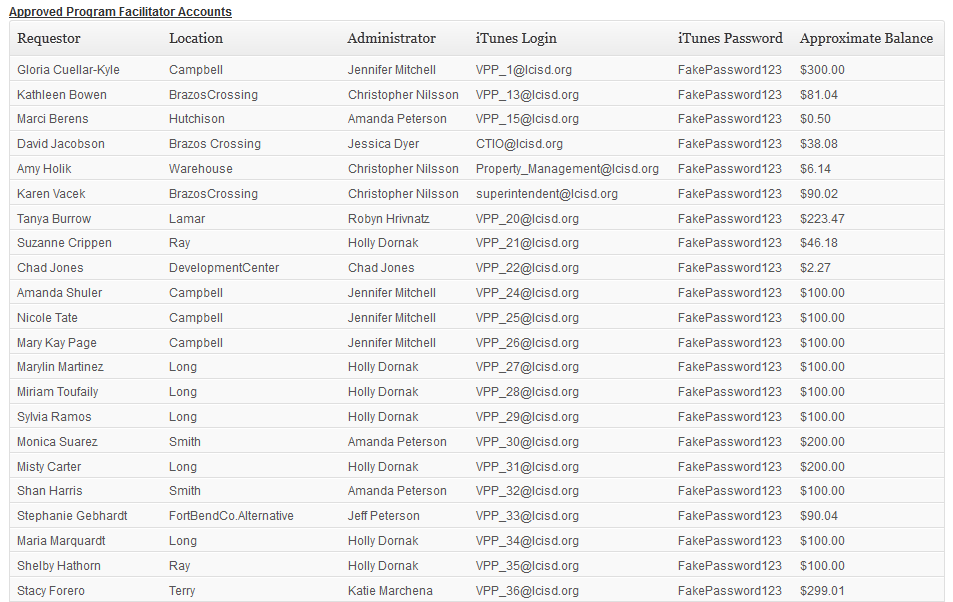 Approved Program Facilitator Accounts
Requestor Location Administrator iTunes Login iTunes Password Approximate Balance
Gloria Cuellar-Kyle Campbell Jennifer Mitchell VPP_1@lcisd.org FakePassword123 $300.00
Kathleen Bowen BrazosCrossing Christopher Nilsson VPP_13@lcisd.org FakePassword123 $81.04
Marci Berens Hutchison Amanda Peterson VPP_15@lcisd.org FakePassword123 $0.50
David Jacobson Brazos Crossing Jessica Dyer CTIO@lcisd.org FakePassword123 $38.08
Amy Holik Warehouse Christopher Nilsson Property_Management@lcisd.org FakePassword123 $6.14
Karen Vacek BrazosCrossing Christopher Nilsson superintendent@lcisd.org FakePassword123 $90.02
Tanya Burrow Lamar Robyn Hrivnatz VPP_20@lcisd.org FakePassword123 $223.47
Suzanne Crippen Ray Holly Dornak VPP_21@lcisd.org FakePassword123 $46.18
Chad Jones DevelopmentCenter Chad Jones VPP_22@lcisd.org FakePassword123 $2.27
Amanda Shuler Campbell Jennifer Mitchell VPP_24@lcisd.org FakePassword123 $100.00
Nicole Tate Campbell Jennifer Mitchell VPP_25@lcisd.org FakePassword123 $100.00
Mary Kay Page Campbell Jennifer Mitchell VPP_26@lcisd.org FakePassword123 $100.00
Marylin Martinez Long Holly Dornak VPP_27@lcisd.org FakePassword123 $100.00
Miriam Toufaily Long Holly Dornak VPP_28@lcisd.org FakePassword123 $100.00
Sylvia Ramos Long Holly Dornak VPP_29@lcisd.org FakePassword123 $100.00
Monica Suarez Smith Amanda Peterson VPP_30@lcisd.org FakePassword123 $200.00
Misty Carter Long Holly Dornak VPP_31@lcisd.org FakePassword123 $200.00
Shan Harris Smith Amanda Peterson VPP_32@lcisd.org FakePassword123 $100.00
Stephanie Gebhardt FortBendCo.Alternative Jeff Peterson VPP_33@lcisd.org FakePassword123 $90.04
Maria Marquardt Long Holly Dornak VPP_34@lcisd.org FakePassword123 $100.00
Shelby Hathorn Ray Holly Dornak VPP_35@lcisd.org FakePassword123 $100.00
Stacy Forero Terry Katie Marchena VPP_36@lcisd.org FakePassword123 $299.01